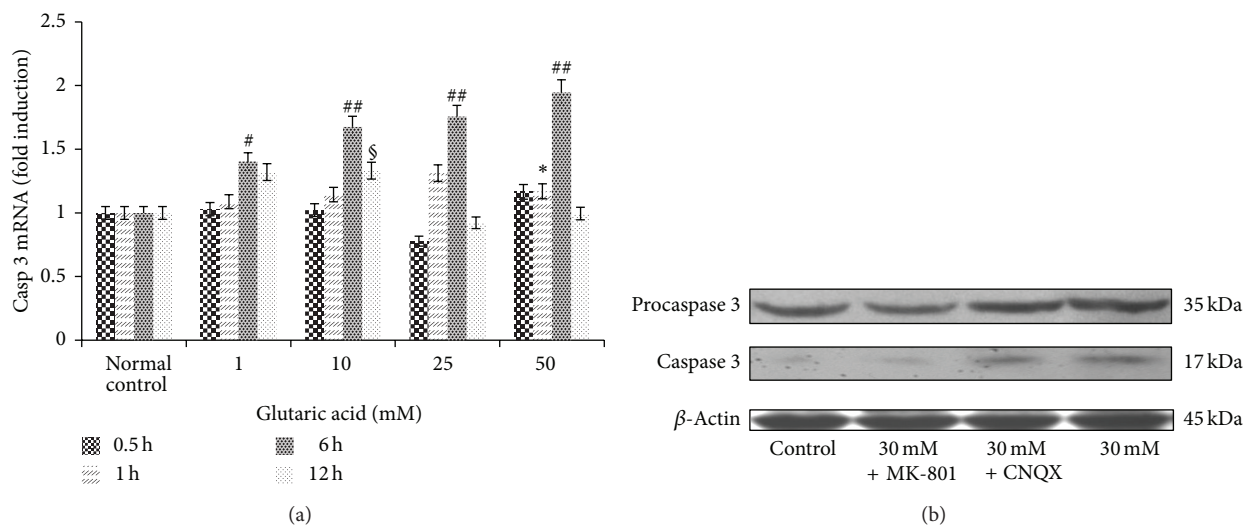 Casp 3 mRNA (fold induction)
2.5
2
1.5
1
0.5
0
#
##
§
##
*
##
Normal
control
1
10
25
50
Glutaric acid (mM)
0.5 h
6 h
1 h
12 h
(a)
Procaspase 3
35 kDa
Caspase 3
17 kDa
β-Actin
45 kDa
Control
30 mM
+ MK-801
30 mM
+ CNQX
30 mM
(b)